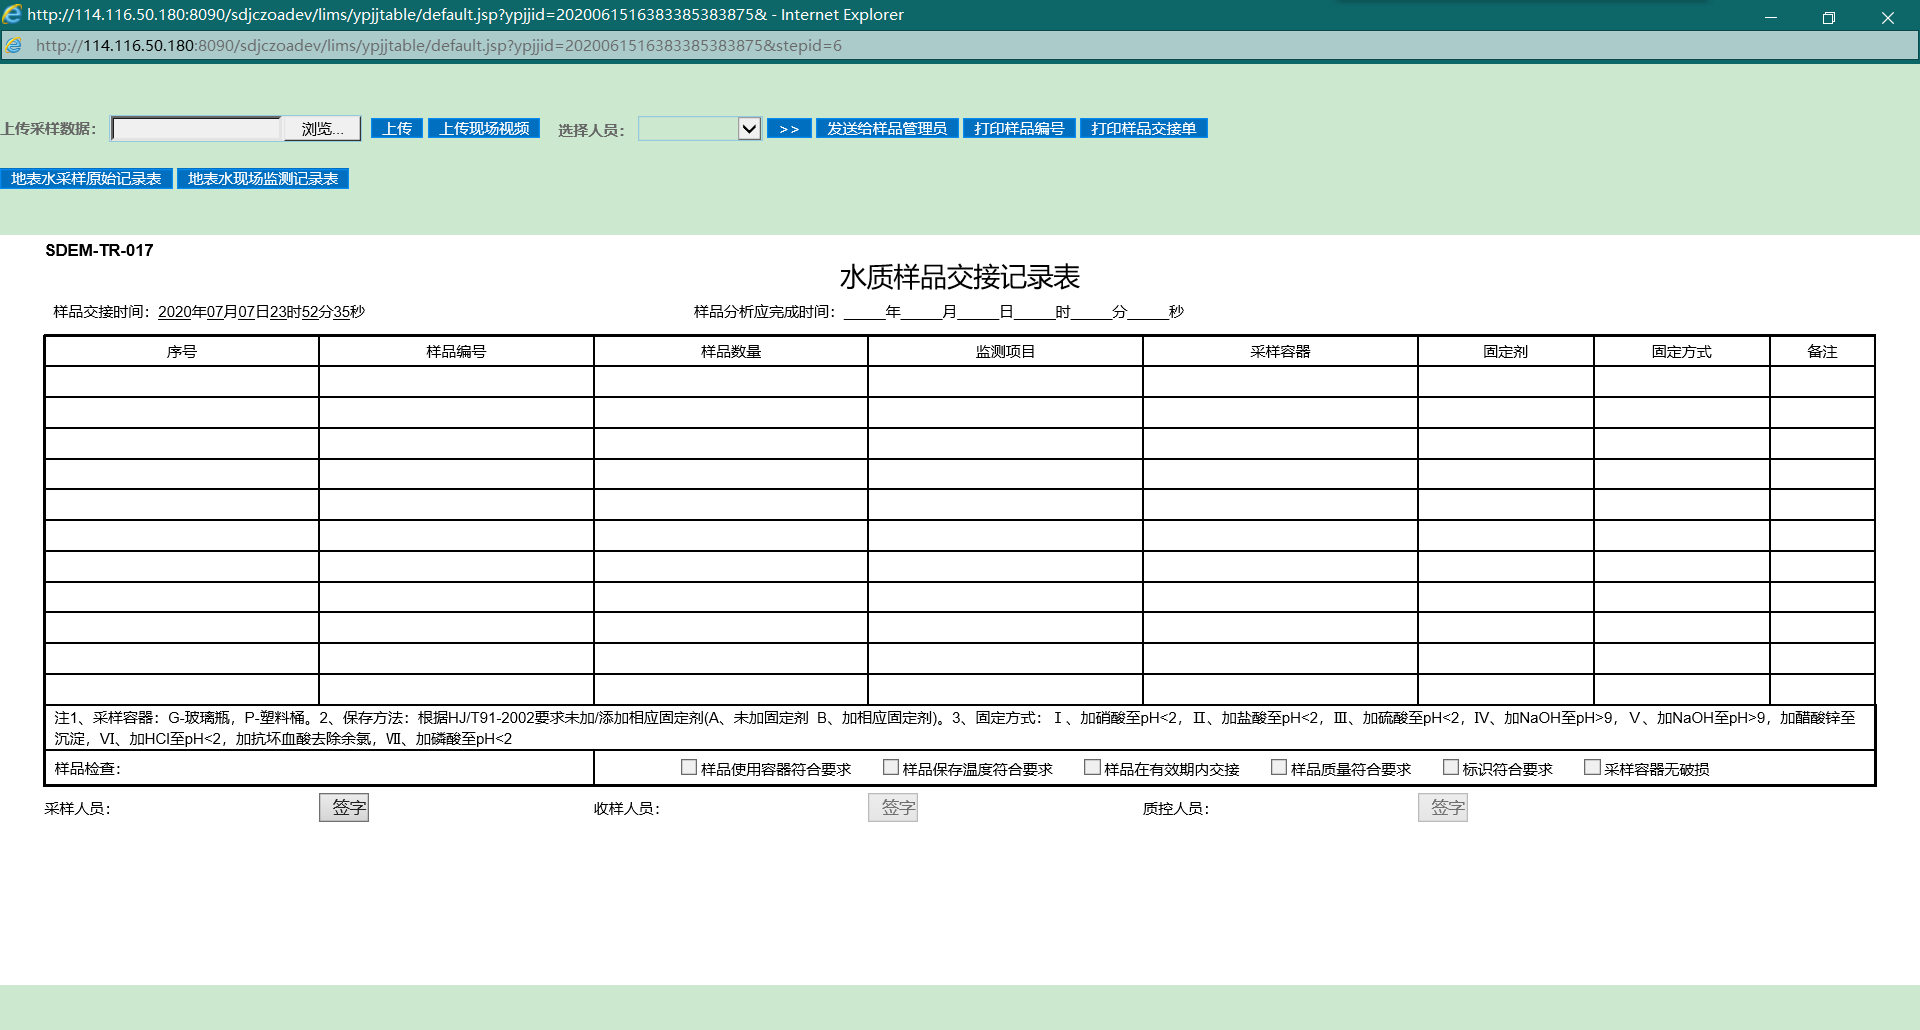 http://114.116.50.180:8090/sdjczoadev/lims/ypjjtable/default.jsp?ypjjid=2020061516383385383875& - Internet Explorer
http://114.116.50.180:8090/sdjczoadev/lims/ypjjtable/default.jsp?ypjjid=2020061516383385383875&stepid=6
上传采样数据： 浏览... 上传 上传现场视频 选择人员： >> 发送给样品管理员 打印样品编号 打印样品交接单
地表水采样原始记录表 地表水现场监测记录表
SDEM-TR-017
水质样品交接记录表
样品交接时间：2020年07月07日23时52分35秒 样品分析应完成时间：_____年_____月_____日_____时_____分_____秒
序号 样品编号 样品数量 监测项目 采样容器 固定剂 固定方式 备注
注1、采样容器：G-玻璃瓶，P-塑料桶。2、保存方法：根据HJ/T91-2002要求未加/添加相应固定剂(A、未加固定剂 B、加相应固定剂)。3、固定方式：Ⅰ、加硝酸至pH<2，Ⅱ、加盐酸至pH<2，Ⅲ、加硫酸至pH<2，Ⅳ、加NaOH至pH>9，Ⅴ、加NaOH至pH>9，加醋酸锌至
沉淀，Ⅵ、加HCl至pH<2，加抗坏血酸去除余氯，Ⅶ、加磷酸至pH<2
样品检查： 样品使用容器符合要求 样品保存温度符合要求 样品在有效期内交接 样品质量符合要求 标识符合要求 采样容器无破损
采样人员： 签字 收样人员： 签字 质控人员： 签字